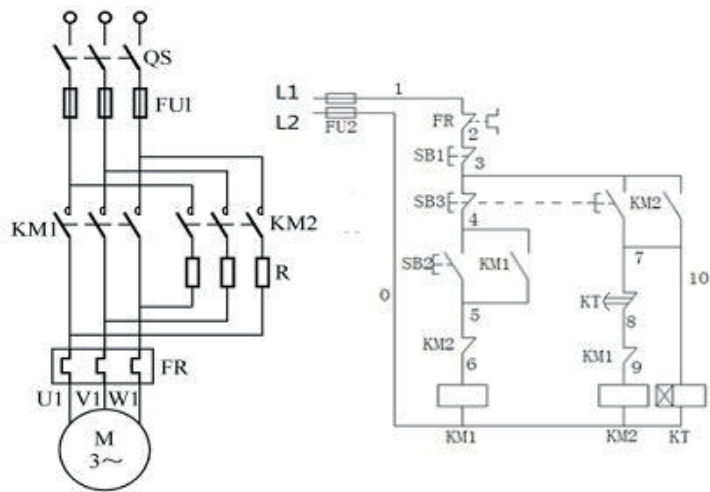 QS
FU1
KM1
KM2
R
FR
U1 V1 W1
M
3～
L1
1
L2
FU2
FR
2
SB1
3
SB3
KM2
4
SB2
KM1
7
10
0
KT
5
8
KM2
6
KM1
9
KM1
KM2
KT